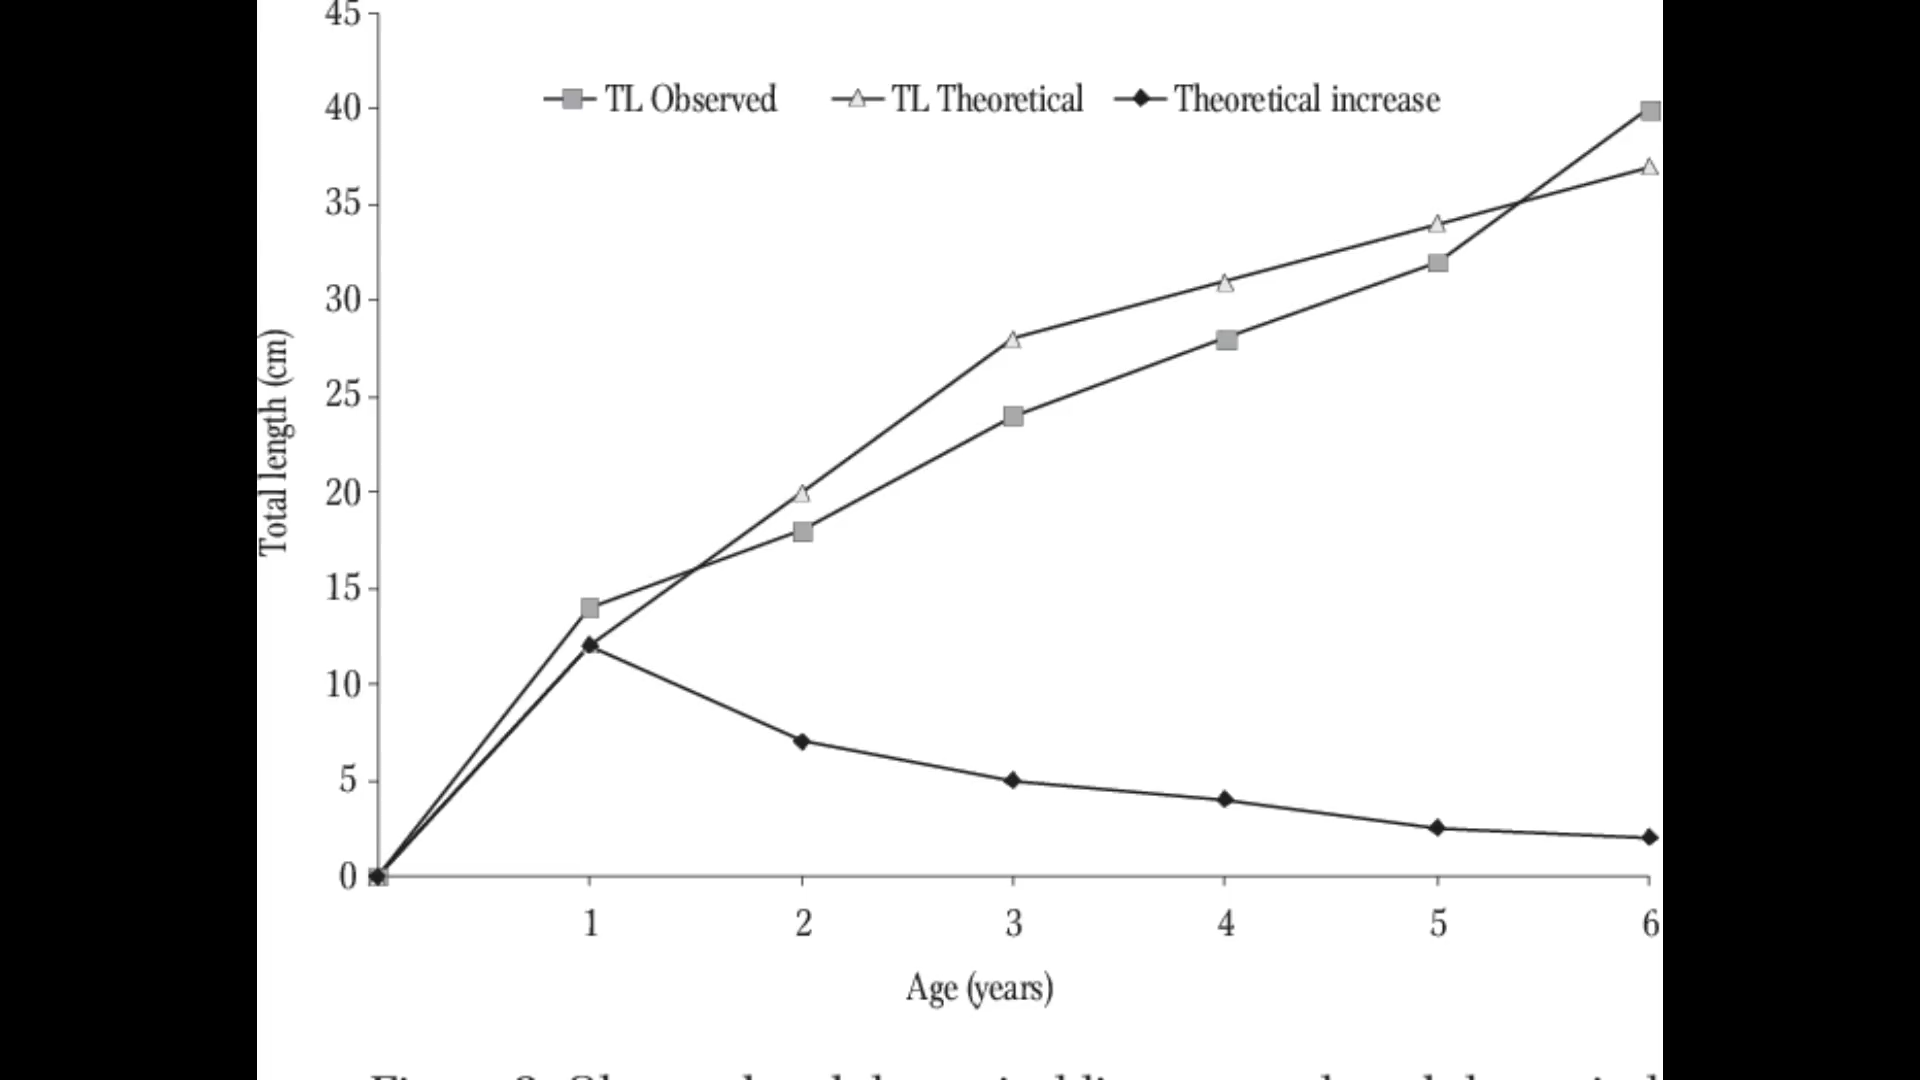 45
TL Observed TL Theoretical Theoretical increase
40
35
30
25
20
15
10
5
0
Total length (cm)
1 2 3 4 5 6
Age (years)